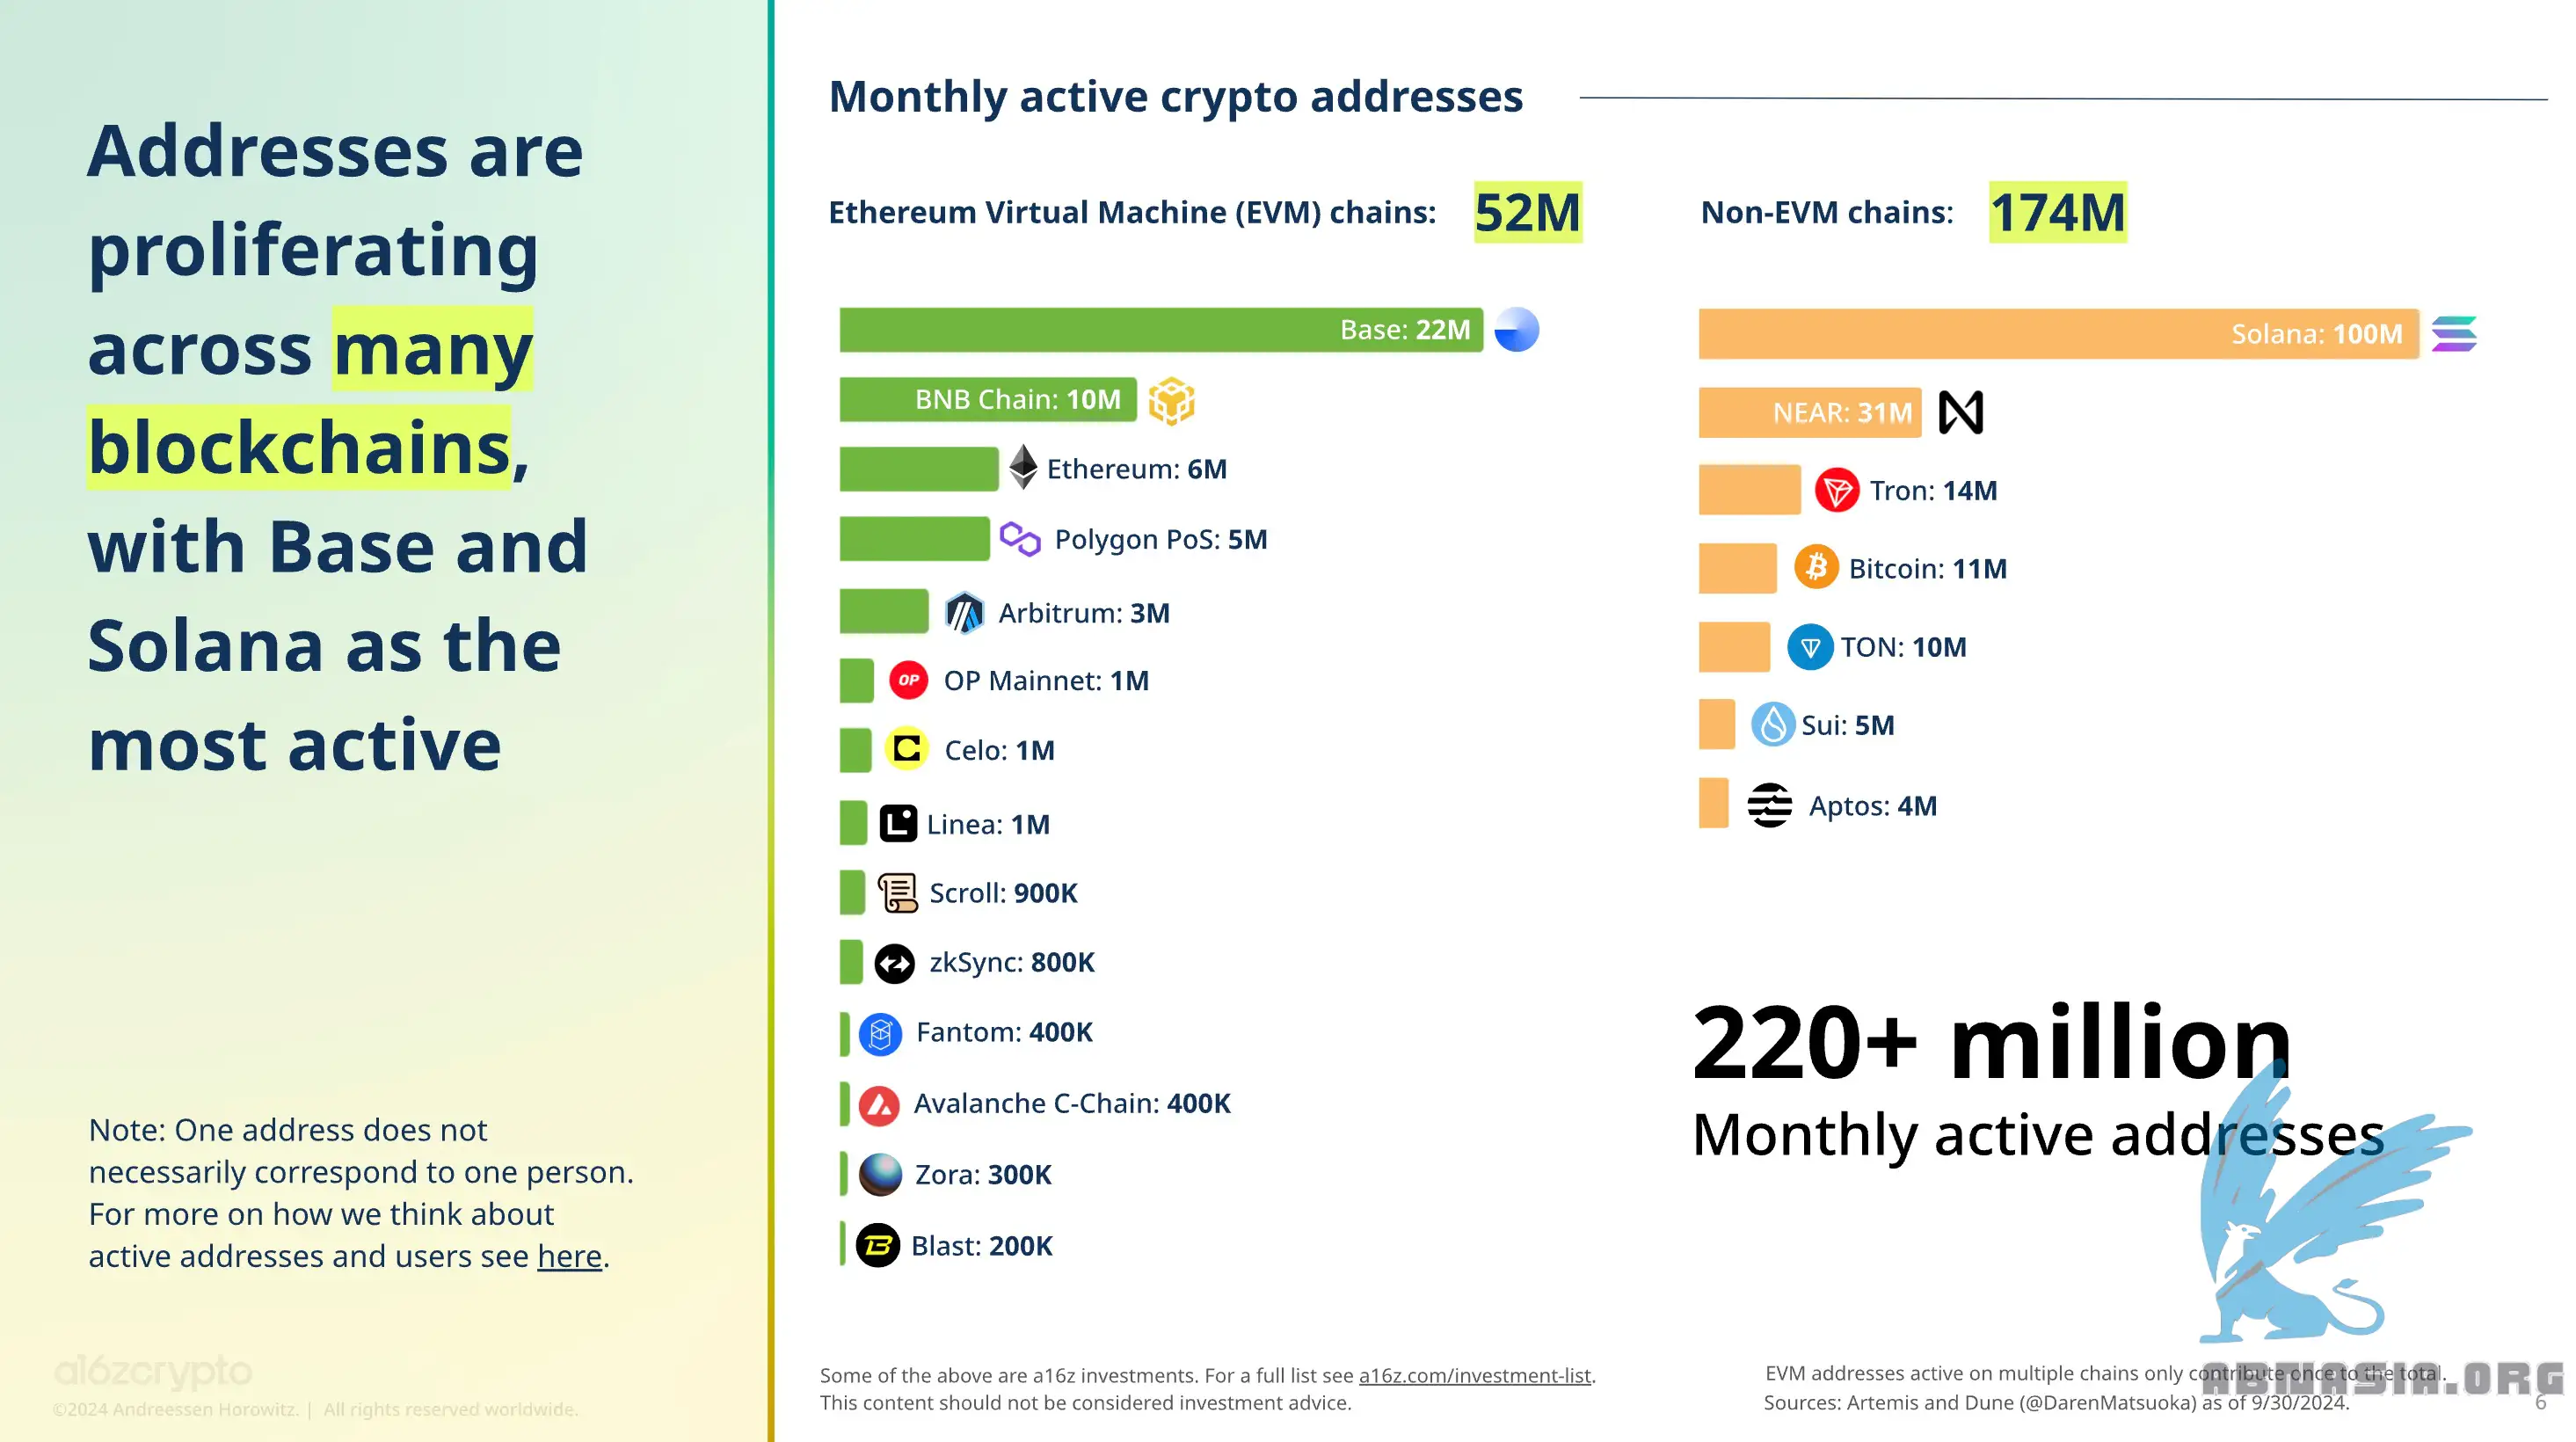 Addresses are
proliferating
across many
blockchains,
with Base and
Solana as the
most active
Note: One address does not
necessarily correspond to one person.
For more on how we think about
active addresses and users see here.
a16zcrypto
©2024 Andreessen Horowitz. | All rights reserved worldwide.
Monthly active crypto addresses
Ethereum Virtual Machine (EVM) chains: 52M
Base: 22M
BNB Chain: 10M
Ethereum: 6M
Polygon PoS: 5M
Arbitrum: 3M
OP
OP Mainnet: 1M
Celo: 1M
Linea: 1M
Scroll: 900K
zkSync: 800K
Fantom: 400K
Avalanche C-Chain: 400K
Zora: 300K
Blast: 200K
Non-EVM chains: 174M
Solana: 100M
NEAR: 31M
Tron: 14M
Bitcoin: 11M
TON: 10M
Sui: 5M
Aptos: 4M
220+ million
Monthly active addresses
Some of the above are a16z investments. For a full list see a16z.com/investment-list.
This content should not be considered investment advice.
EVM addresses active on multiple chains only contribute once to the total.
Sources: Artemis and Dune (@DarenMatsuoka) as of 9/30/2024.
ABNASIA.ORG
6